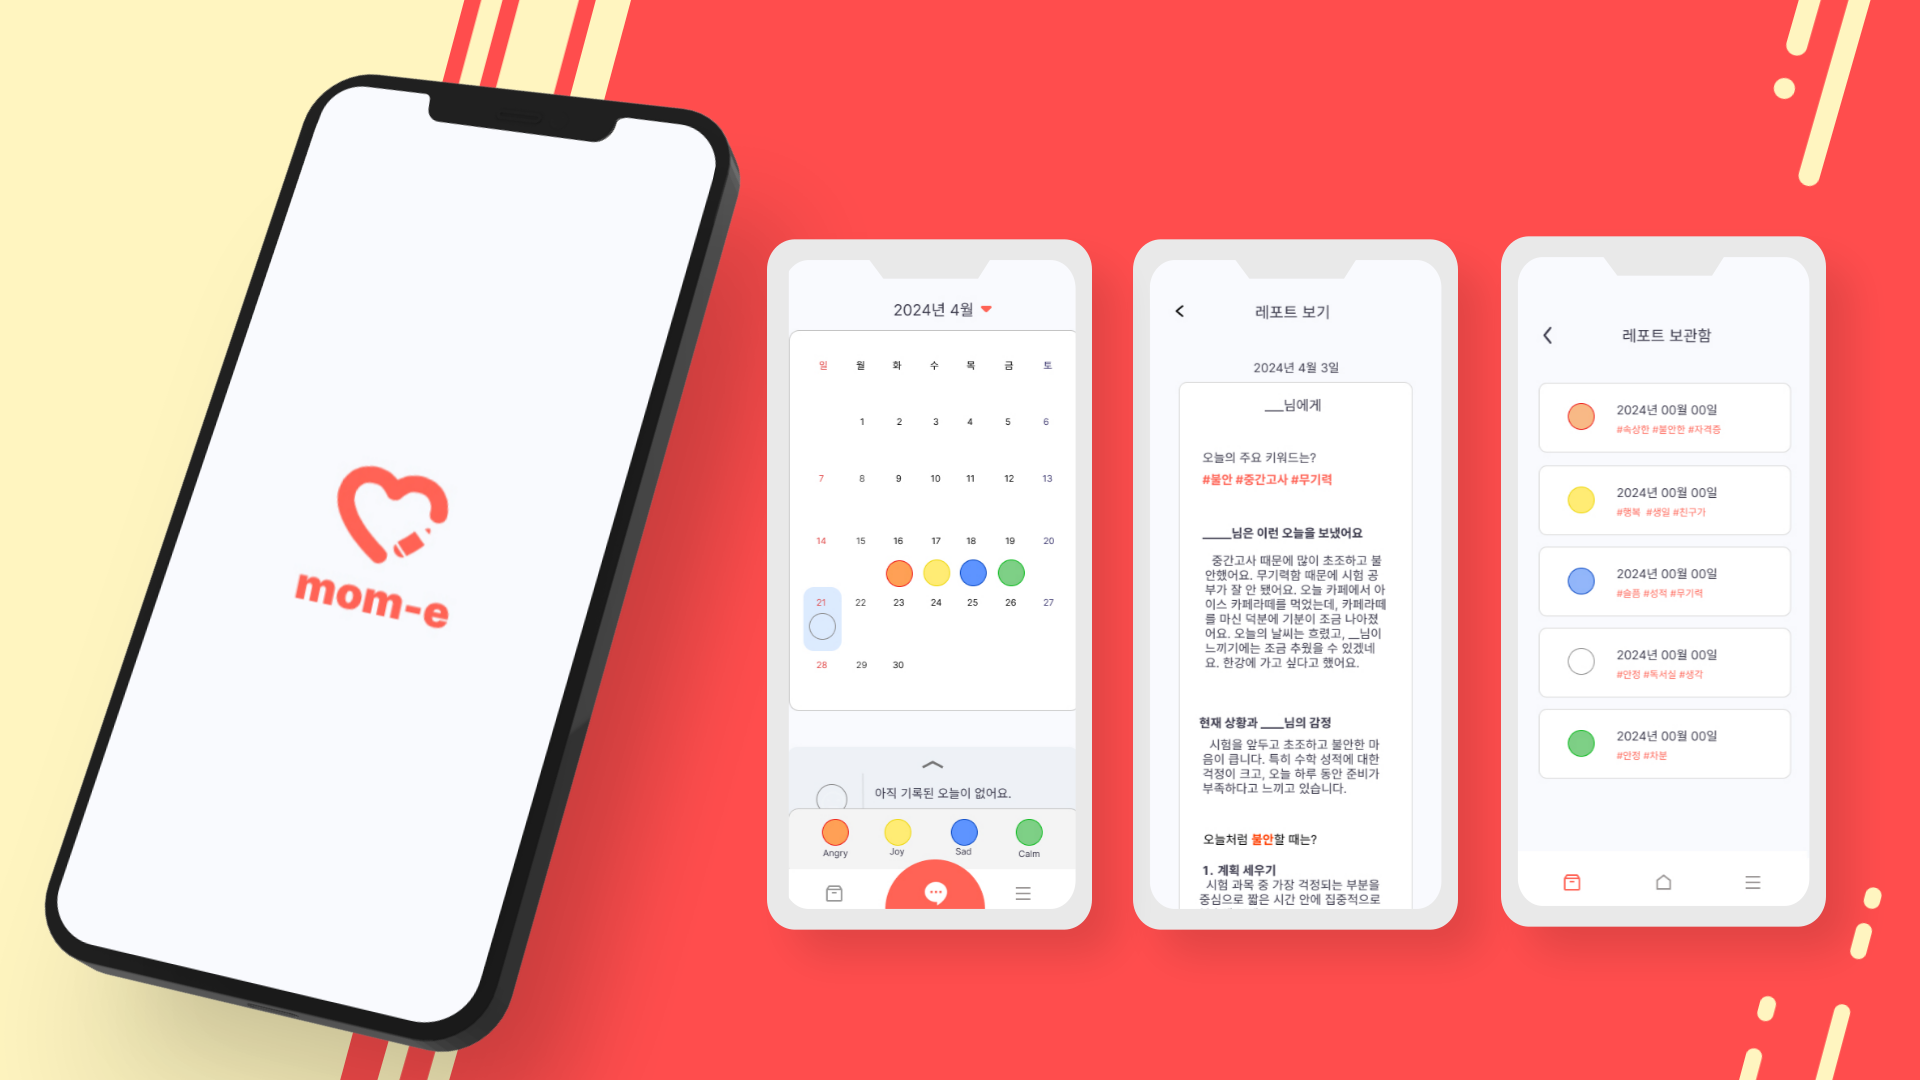 mom-e
2024년 4월
일 월 화 수 목 금 토
1 2 3 4 5 6
7 8 9 10 11 12 13
14 15 16 17 18 19 20
21 22 23 24 25 26 27
28 29 30
아직 기록된 오늘이 없어요.
Angry Joy Sad Calm
레포트 보기
2024년 4월 3일
___님에게
오늘의 주요 키워드는?
#불안 #중간고사 #무기력
____님은 이런 오늘을 보냈어요
중간고사 때문에 많이 초조하고 불
안했어요. 무기력함 때문에 시험 공
부가 잘 안 됐어요. 오늘 카페에서 아
이스 카페라떼를 먹었는데, 카페라떼
를 마신 덕분에 기분이 조금 나아졌
어요. 오늘의 날씨는 흐렸고, __님이
느끼기에는 조금 추웠을 수 있겠네
요. 한강에 가고 싶다고 했어요.
현재 상황과 ___님의 감정
시험을 앞두고 초조하고 불안한 마
음이 큽니다. 특히 수학 성적에 대한
걱정이 크고, 오늘 하루 동안 준비가
부족하다고 느끼고 있습니다.
오늘처럼 불안할 때는?
1. 계획 세우기
시험 과목 중 가장 걱정되는 부분을
중심으로 짧은 시간 안에 집중적으로
레포트 보관함
2024년 00월 00일
#속상한 #불안한 #자격증
2024년 00월 00일
#행복 #생일 #친구가
2024년 00월 00일
#슬픔 #성적 #무기력
2024년 00월 00일
#안정 #독서실 #생각
2024년 00월 00일
#안정 #차분